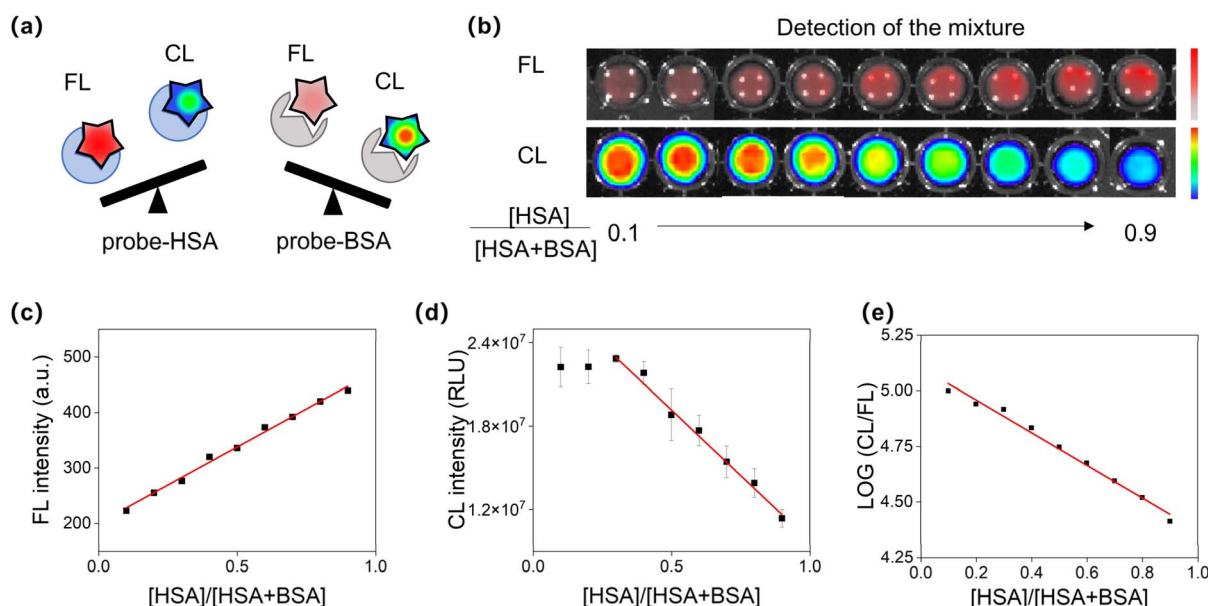 (a)
FL
CL
FL
CL
probe-HSA
probe-BSA
(b)
Detection of the mixture
FL
CL
[HSA]
[HSA+BSA]
0.1
0.9
(c)
FL intensity (a.u.)
500
400
300
200
0.0
0.5
1.0
[HSA]/[HSA+BSA]
(d)
CL intensity (RLU)
2.4×10⁷
1.8×10⁷
1.2×10⁷
0.0
0.5
1.0
[HSA]/[HSA+BSA]
(e)
LOG (CL/FL)
5.25
5.00
4.75
4.50
4.25
0.0 0.2 0.4 0.6 0.8 1.0
[HSA]/[HSA+BSA]